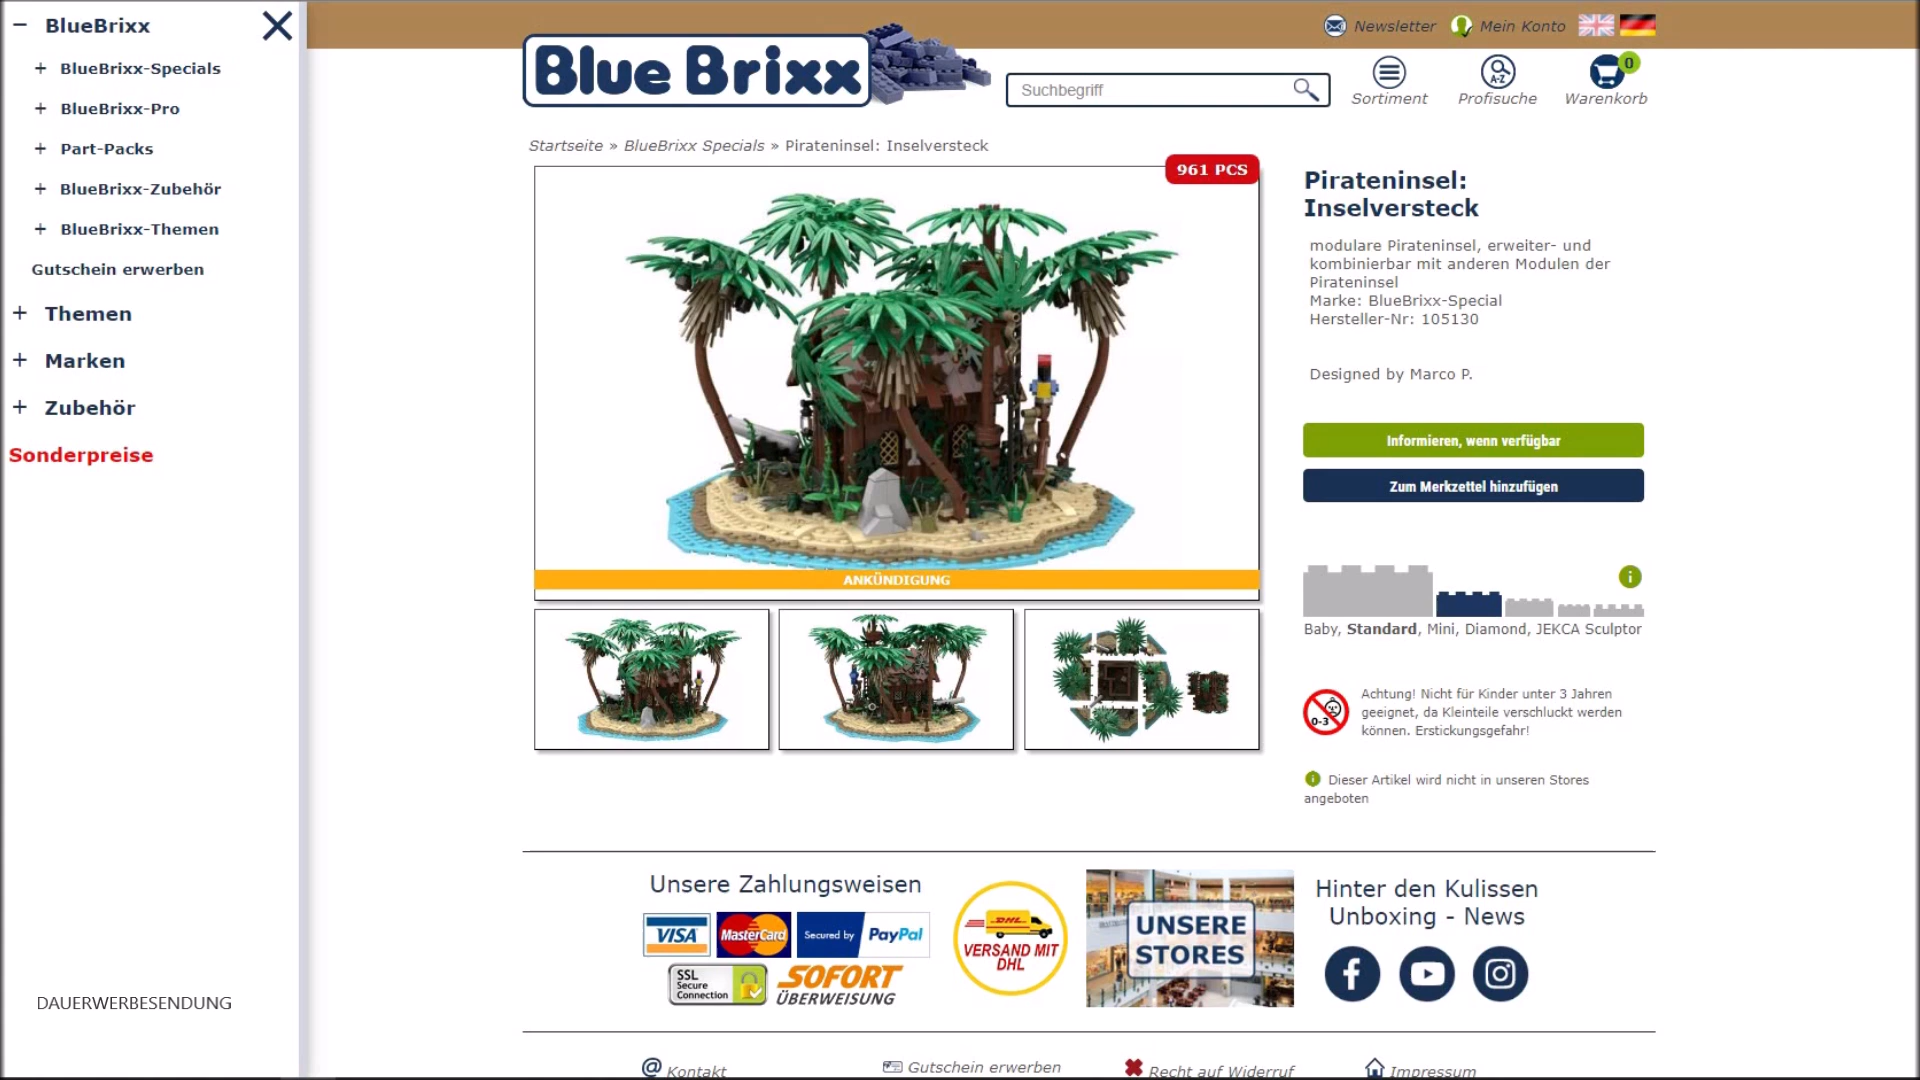 BlueBrixx
BlueBrixx-Specials
BlueBrixx-Pro
Part-Packs
BlueBrixx-Zubehör
BlueBrixx-Themen
Gutschein erwerben
Themen
Marken
Zubehör
Sonderpreise
DAUERWERBESENDUNG
Newsletter
Mein Konto
Blue Brixx
Suchbegriff
Sortiment
A-Z
Profisuche
0
Warenkorb
Startseite » BlueBrixx Specials » Pirateninsel: Inselversteck
961 PCS
ANKÜNDIGUNG
Pirateninsel:
Inselversteck
modulare Pirateninsel, erweiter- und
kombinierbar mit anderen Modulen der
Pirateninsel
Marke: BlueBrixx-Special
Hersteller-Nr: 105130
Designed by Marco P.
Informieren, wenn verfügbar
Zum Merkzettel hinzufügen
i
Baby, Standard, Mini, Diamond, JEKCA Sculptor
0-3
Achtung! Nicht für Kinder unter 3 Jahren
geeignet, da Kleinteile verschluckt werden
können. Erstickungsgefahr!
i Dieser Artikel wird nicht in unseren Stores
angeboten
Unsere Zahlungsweisen
VISA
MasterCard
Secured by PayPal
SSL
Secure
Connection
SOFORT
ÜBERWEISUNG
DHL
VERSAND MIT
DHL
UNSERE
STORES
Hinter den Kulissen
Unboxing - News
Kontakt
Gutschein erwerben
Recht auf Widerruf
Impressum